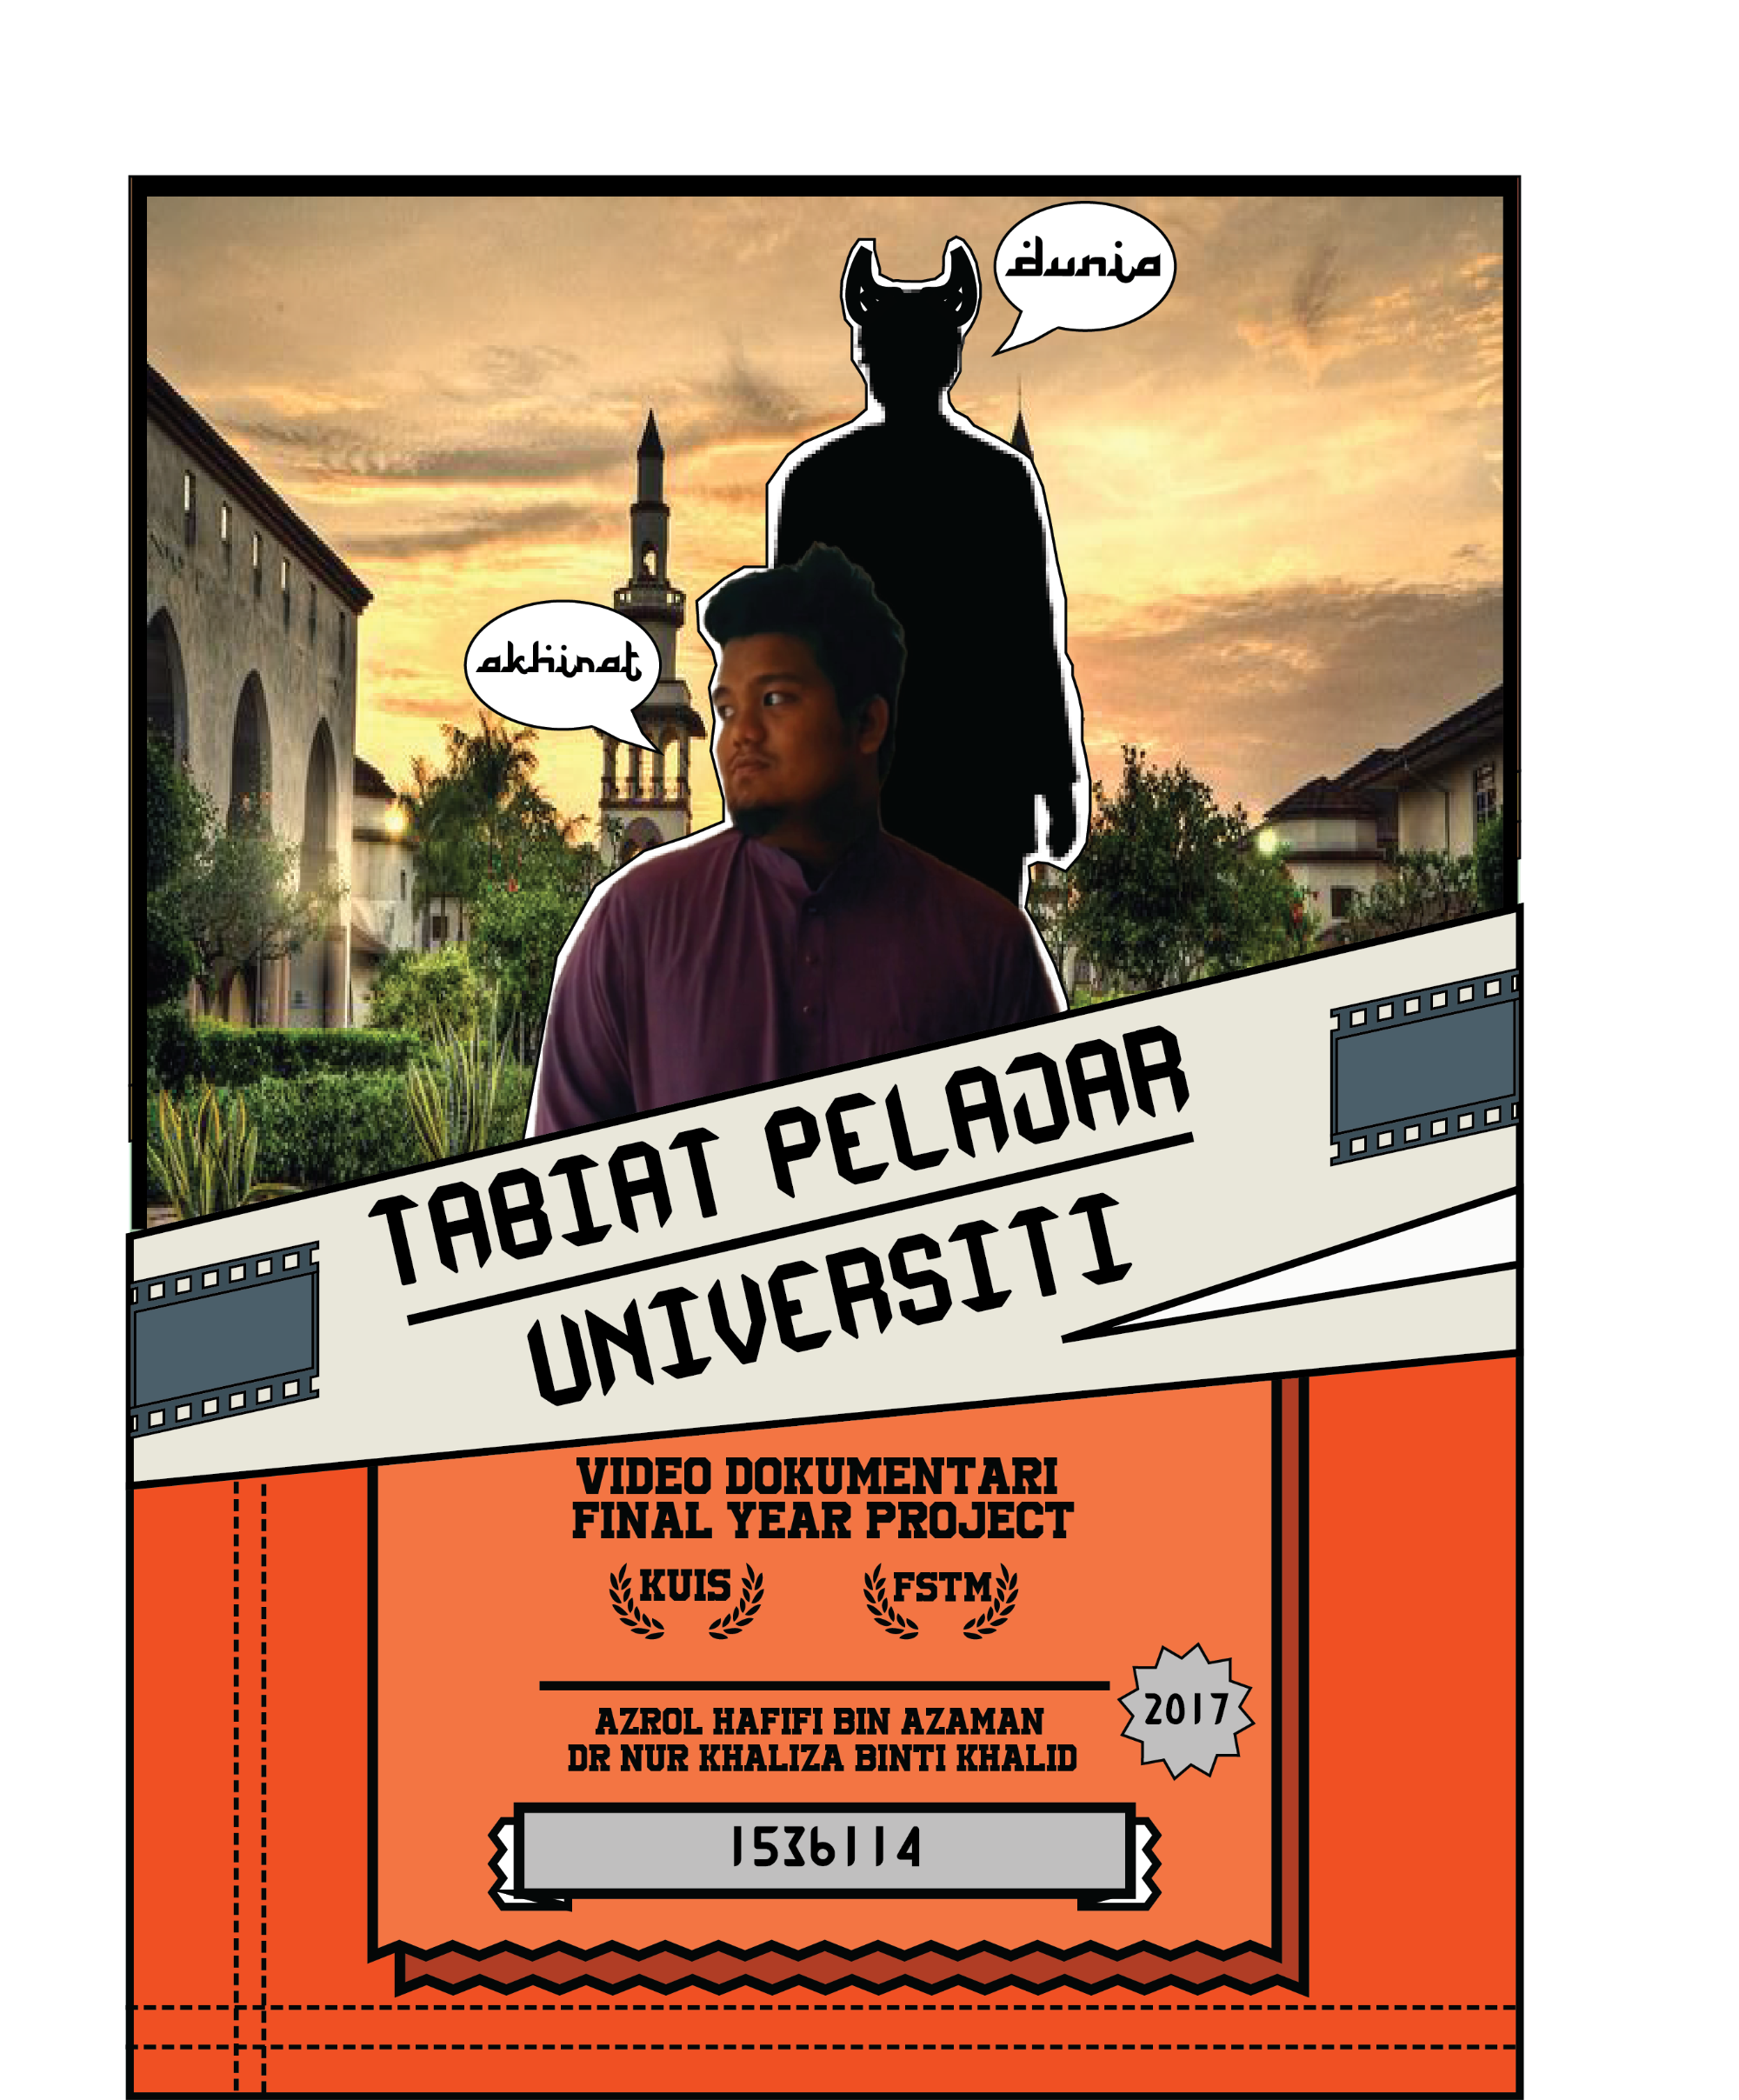 dunia
akhirat
TABIAT PELAJAR
UNIVERSITI
VIDEO DOKUMENTARI
FINAL YEAR PROJECT
KUIS FSTM
2017
AZROL HAFIFI BIN AZAMAN
DR NUR KHALIZA BINTI KHALID
1536114